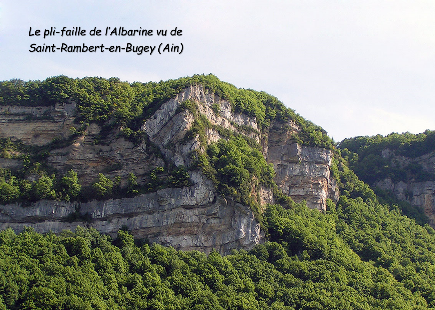 Le pli-faille de l'Albarine vu de
Saint-Rambert-en-Bugey (Ain)